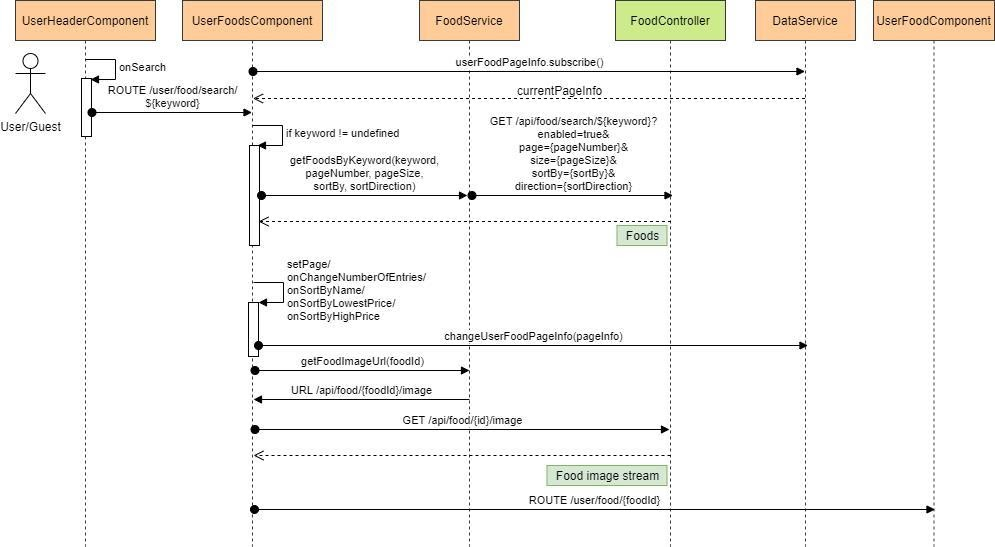 UserHeaderComponent
UserFoodsComponent
FoodService
FoodController
DataService
UserFoodComponent
onSearch
userFoodPageInfo.subscribe()
ROUTE /user/food/search/
${keyword}
currentPageInfo
User/Guest
if keyword != undefined
GET /api/food/search/${keyword}?
enabled=true&
page={pageNumber}&
size={pageSize}&
sortBy={sortBy}&
direction={sortDirection}
getFoodsByKeyword(keyword,
pageNumber, pageSize,
sortBy, sortDirection)
Foods
setPage/
onChangeNumberOfEntries/
onSortByName/
onSortByLowestPrice/
onSortByHighPrice
changeUserFoodPageInfo(pageInfo)
getFoodImageUrl(foodId)
URL /api/food/{foodId}/image
GET /api/food/{id}/image
Food image stream
ROUTE /user/food/{foodId}